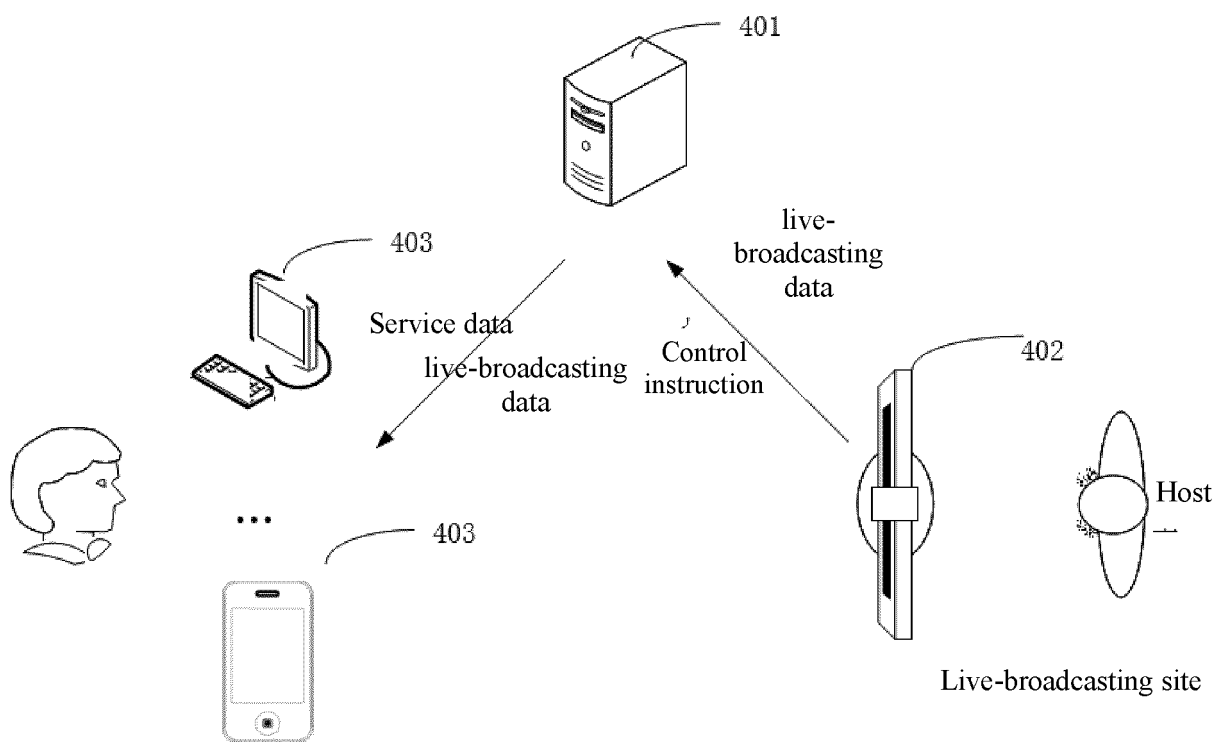 401
live-
broadcasting
data
403
Service data
live-broadcasting
data
Control
instruction
402
Host
403
Live-broadcasting site